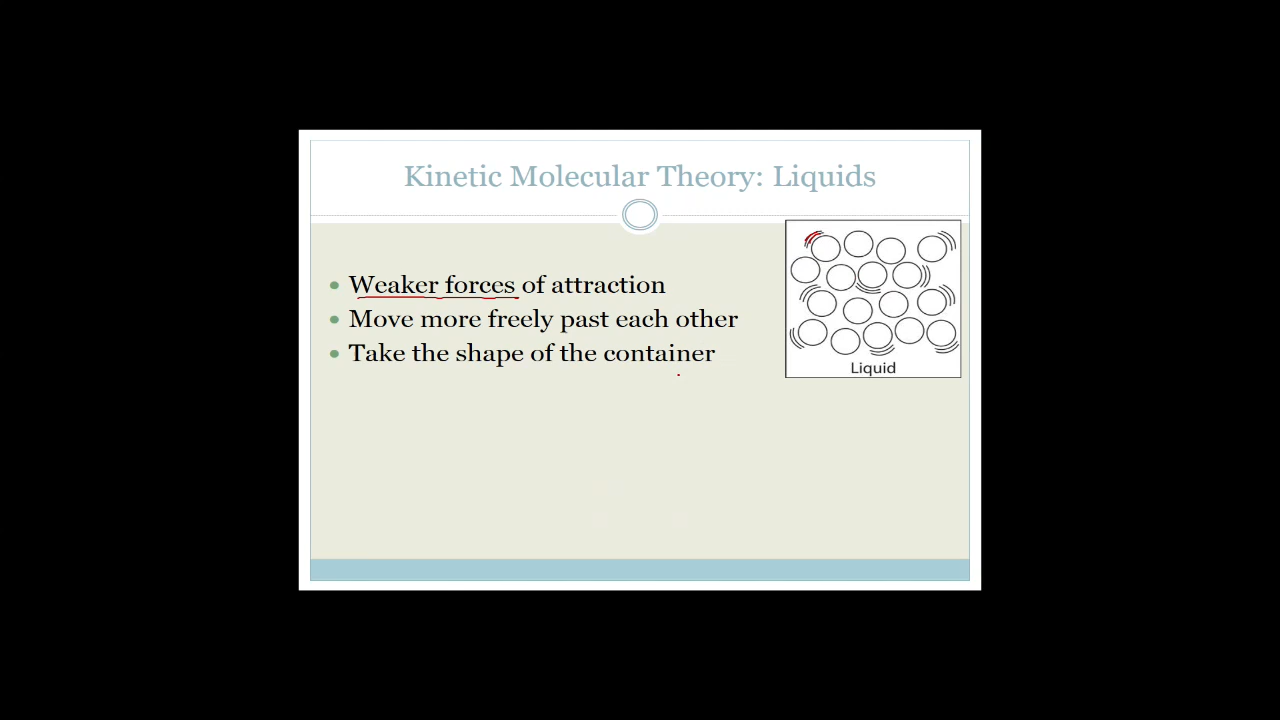 Kinetic Molecular Theory: Liquids
Weaker forces of attraction
Move more freely past each other
Take the shape of the container
Liquid